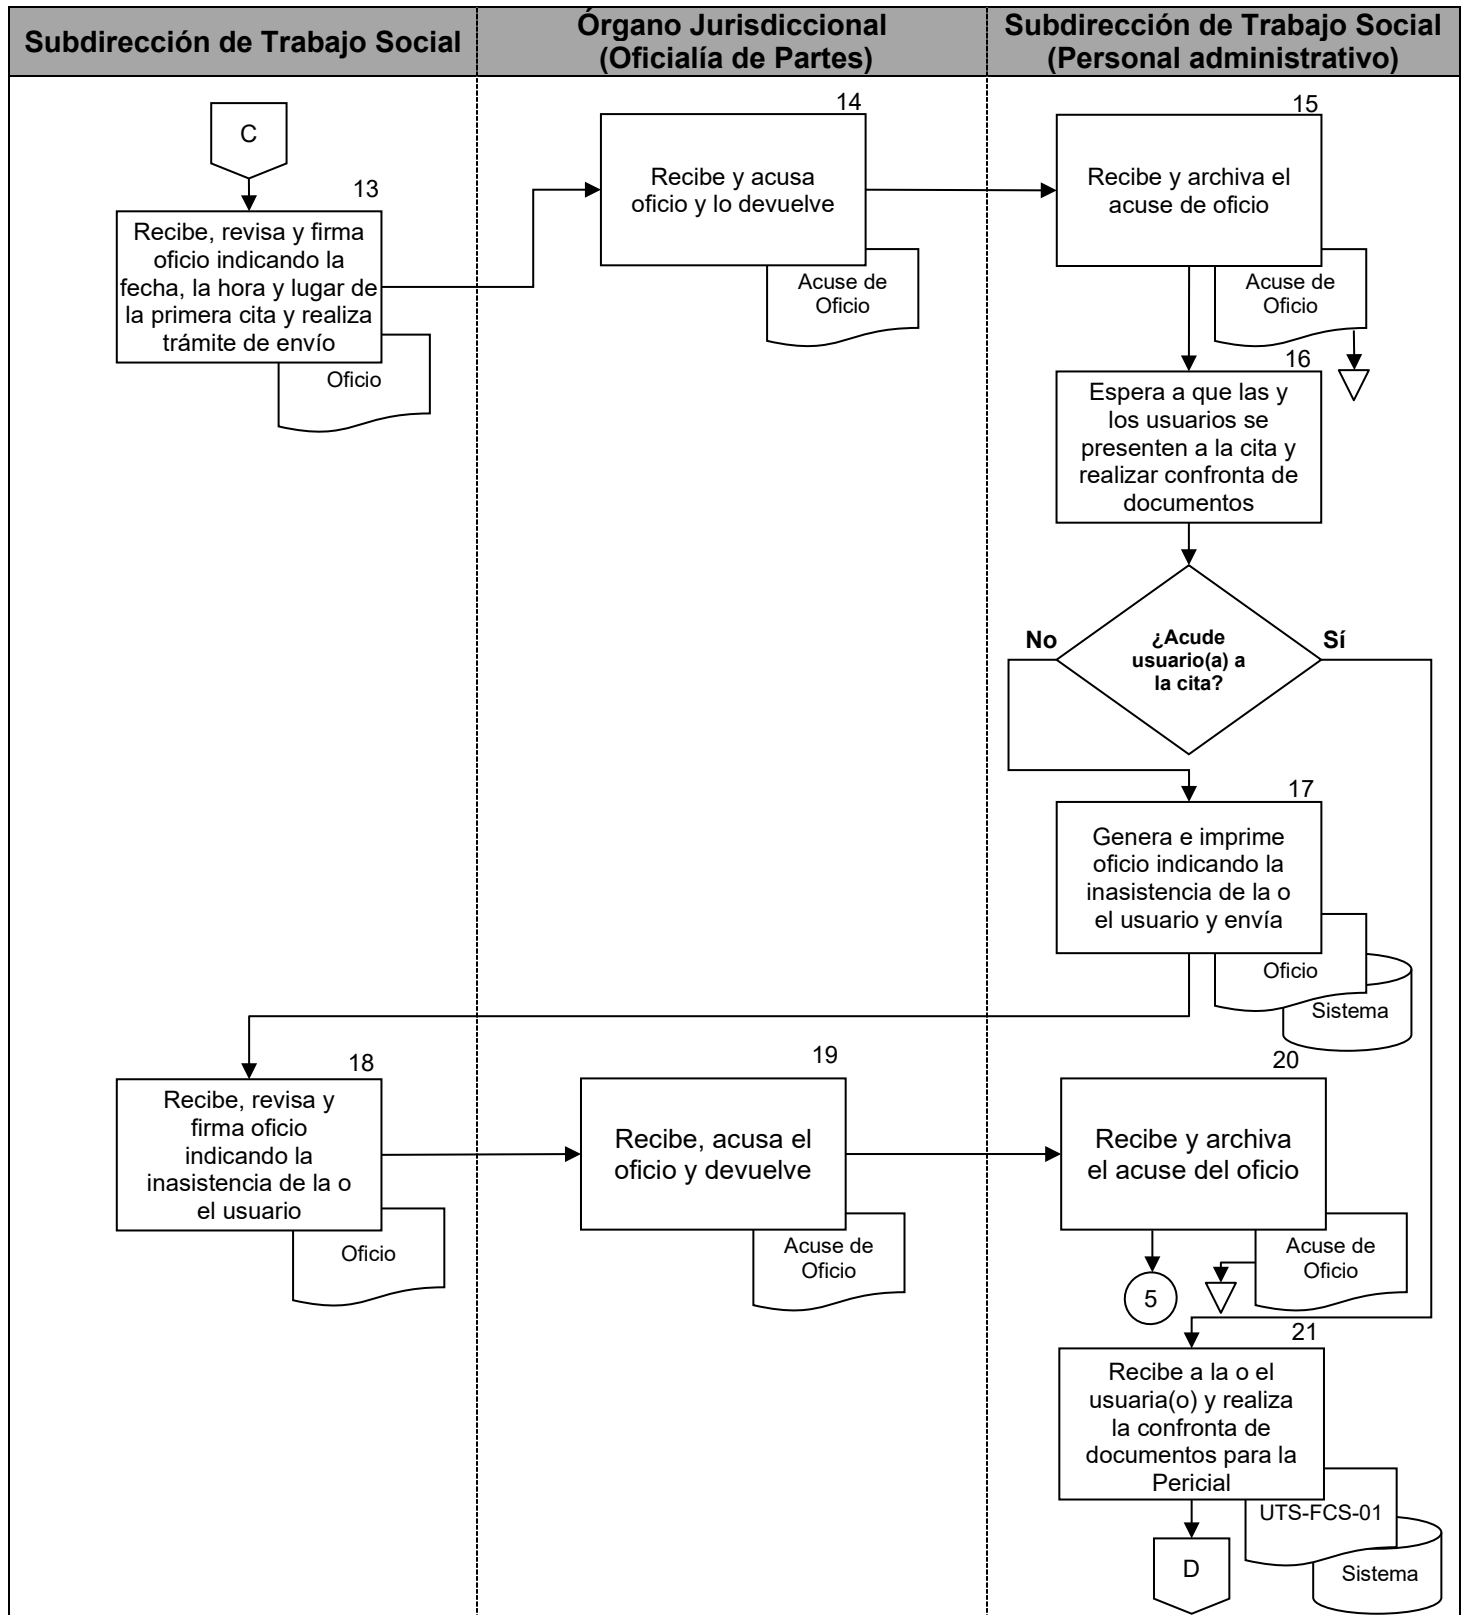 Subdirección de Trabajo Social
Órgano Jurisdiccional
(Oficialía de Partes)
Subdirección de Trabajo Social
(Personal administrativo)
C
13
Recibe, revisa y firma
oficio indicando la
fecha, la hora y lugar de
la primera cita y realiza
trámite de envío
Oficio
14
Recibe y acusa
oficio y lo devuelve
Acuse de
Oficio
15
Recibe y archiva el
acuse de oficio
Acuse de
Oficio
16
Espera a que las y
los usuarios se
presenten a la cita y
realizar confronta de
documentos
¿Acude
usuario(a) a
la cita?
No
Sí
17
Genera e imprime
oficio indicando la
inasistencia de la o
el usuario y envía
Oficio
Sistema
18
Recibe, revisa y
firma oficio
indicando la
inasistencia de la o
el usuario
Oficio
19
Recibe, acusa el
oficio y devuelve
Acuse de
Oficio
20
Recibe y archiva
el acuse del oficio
Acuse de
Oficio
5
21
Recibe a la o el
usuaria(o) y realiza
la confronta de
documentos para la
Pericial
UTS-FCS-01
Sistema
D